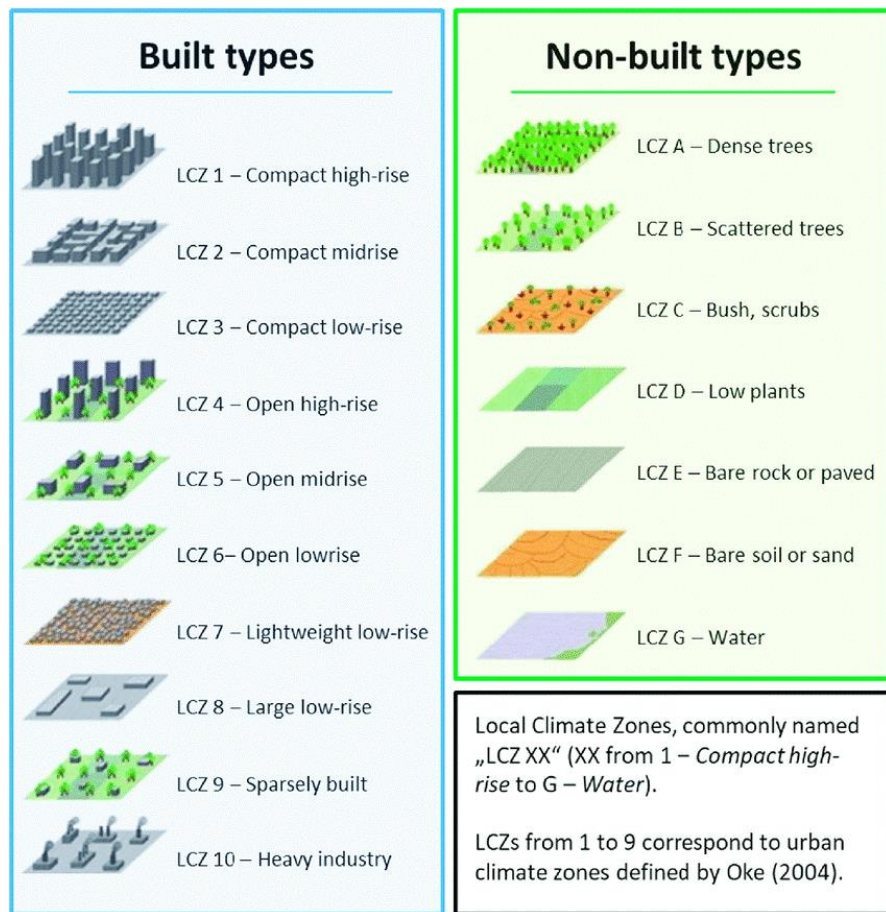 Built types
LCZ 1 – Compact high-rise
LCZ 2 – Compact midrise
LCZ 3 – Compact low-rise
LCZ 4 – Open high-rise
LCZ 5 – Open midrise
LCZ 6– Open lowrise
LCZ 7 – Lightweight low-rise
LCZ 8 – Large low-rise
LCZ 9 – Sparsely built
LCZ 10 – Heavy industry
Non-built types
LCZ A – Dense trees
LCZ B – Scattered trees
LCZ C – Bush, scrubs
LCZ D – Low plants
LCZ E – Bare rock or paved
LCZ F – Bare soil or sand
LCZ G – Water
Local Climate Zones, commonly named
„LCZ XX“ (XX from 1 – Compact high-
rise to G – Water).
LCZs from 1 to 9 correspond to urban
climate zones defined by Oke (2004).